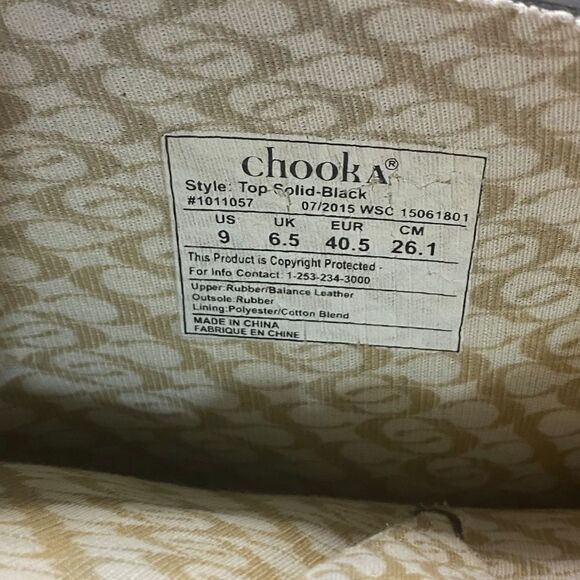 chooka®
Style: Top Solid-Black
#1011057 07/2015 WSC 15061801
US UK EUR CM
9 6.5 40.5 26.1
This Product is Copyright Protected -
For Info Contact: 1-253-234-3000
Upper:Rubber/Balance Leather
Outsole:Rubber
Lining:Polyester/Cotton Blend
MADE IN CHINA
FABRIQUE EN CHINE